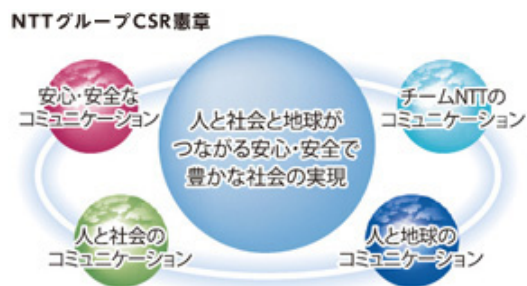 NTTグループCSR憲章
安心・安全な
コミュニケーション
チームNTTの
コミュニケーション
人と社会と地球が
つながる安心・安全で
豊かな社会の実現
人と社会の
コミュニケーション
人と地球の
コミュニケーション